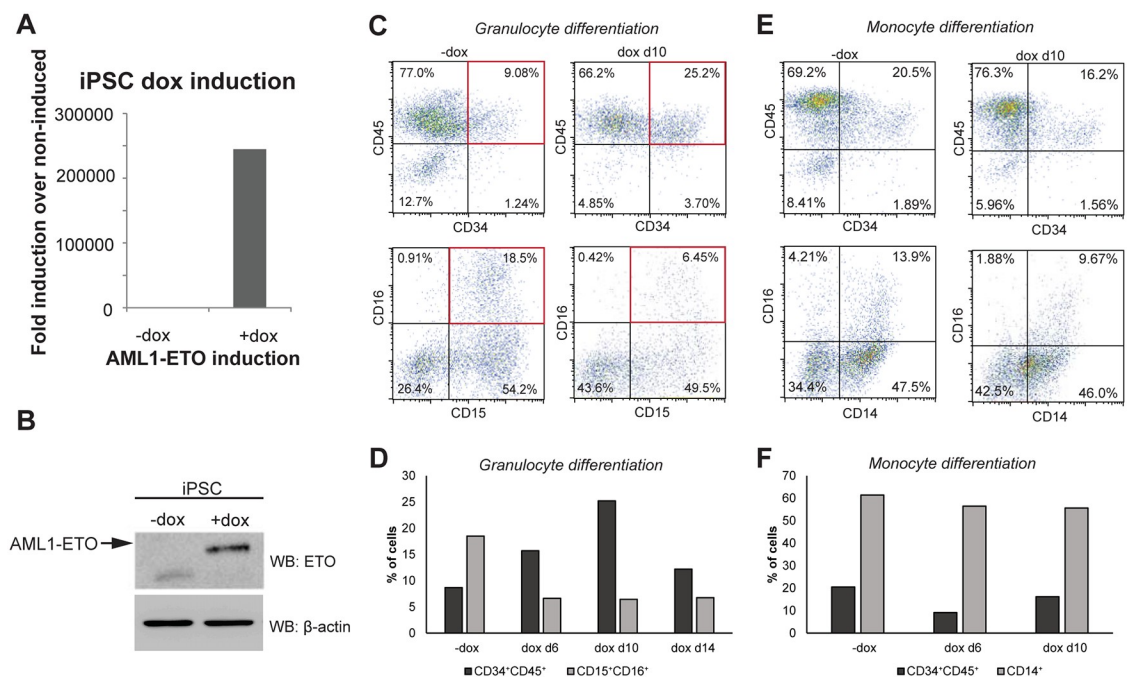 A
iPSC dox induction
Fold induction over non-induced
300000
200000
100000
0
-dox
+dox
AML1-ETO induction
B
iPSC
-dox
+dox
AML1-ETO
WB: ETO
WB: β-actin
C
Granulocyte differentiation
-dox
dox d10
77.0%
9.08%
12.7%
1.24%
CD45
CD34
66.2%
25.2%
4.85%
3.70%
CD45
CD34
0.91%
18.5%
26.4%
54.2%
CD16
CD15
0.42%
6.45%
43.6%
49.5%
CD16
CD15
D
Granulocyte differentiation
% of cells
30
25
20
15
10
5
0
-dox
dox d6
dox d10
dox d14
CD34⁺CD45⁺
CD15⁺CD16⁺
E
Monocyte differentiation
-dox
dox d10
69.2%
20.5%
8.41%
1.89%
CD45
CD34
76.3%
16.2%
5.96%
1.56%
CD45
CD34
4.21%
13.9%
34.4%
47.5%
CD16
CD14
1.88%
9.67%
42.5%
46.0%
CD16
CD14
F
Monocyte differentiation
% of cells
70
60
50
40
30
20
10
0
-dox
dox d6
dox d10
CD34⁺CD45⁺
CD14⁺